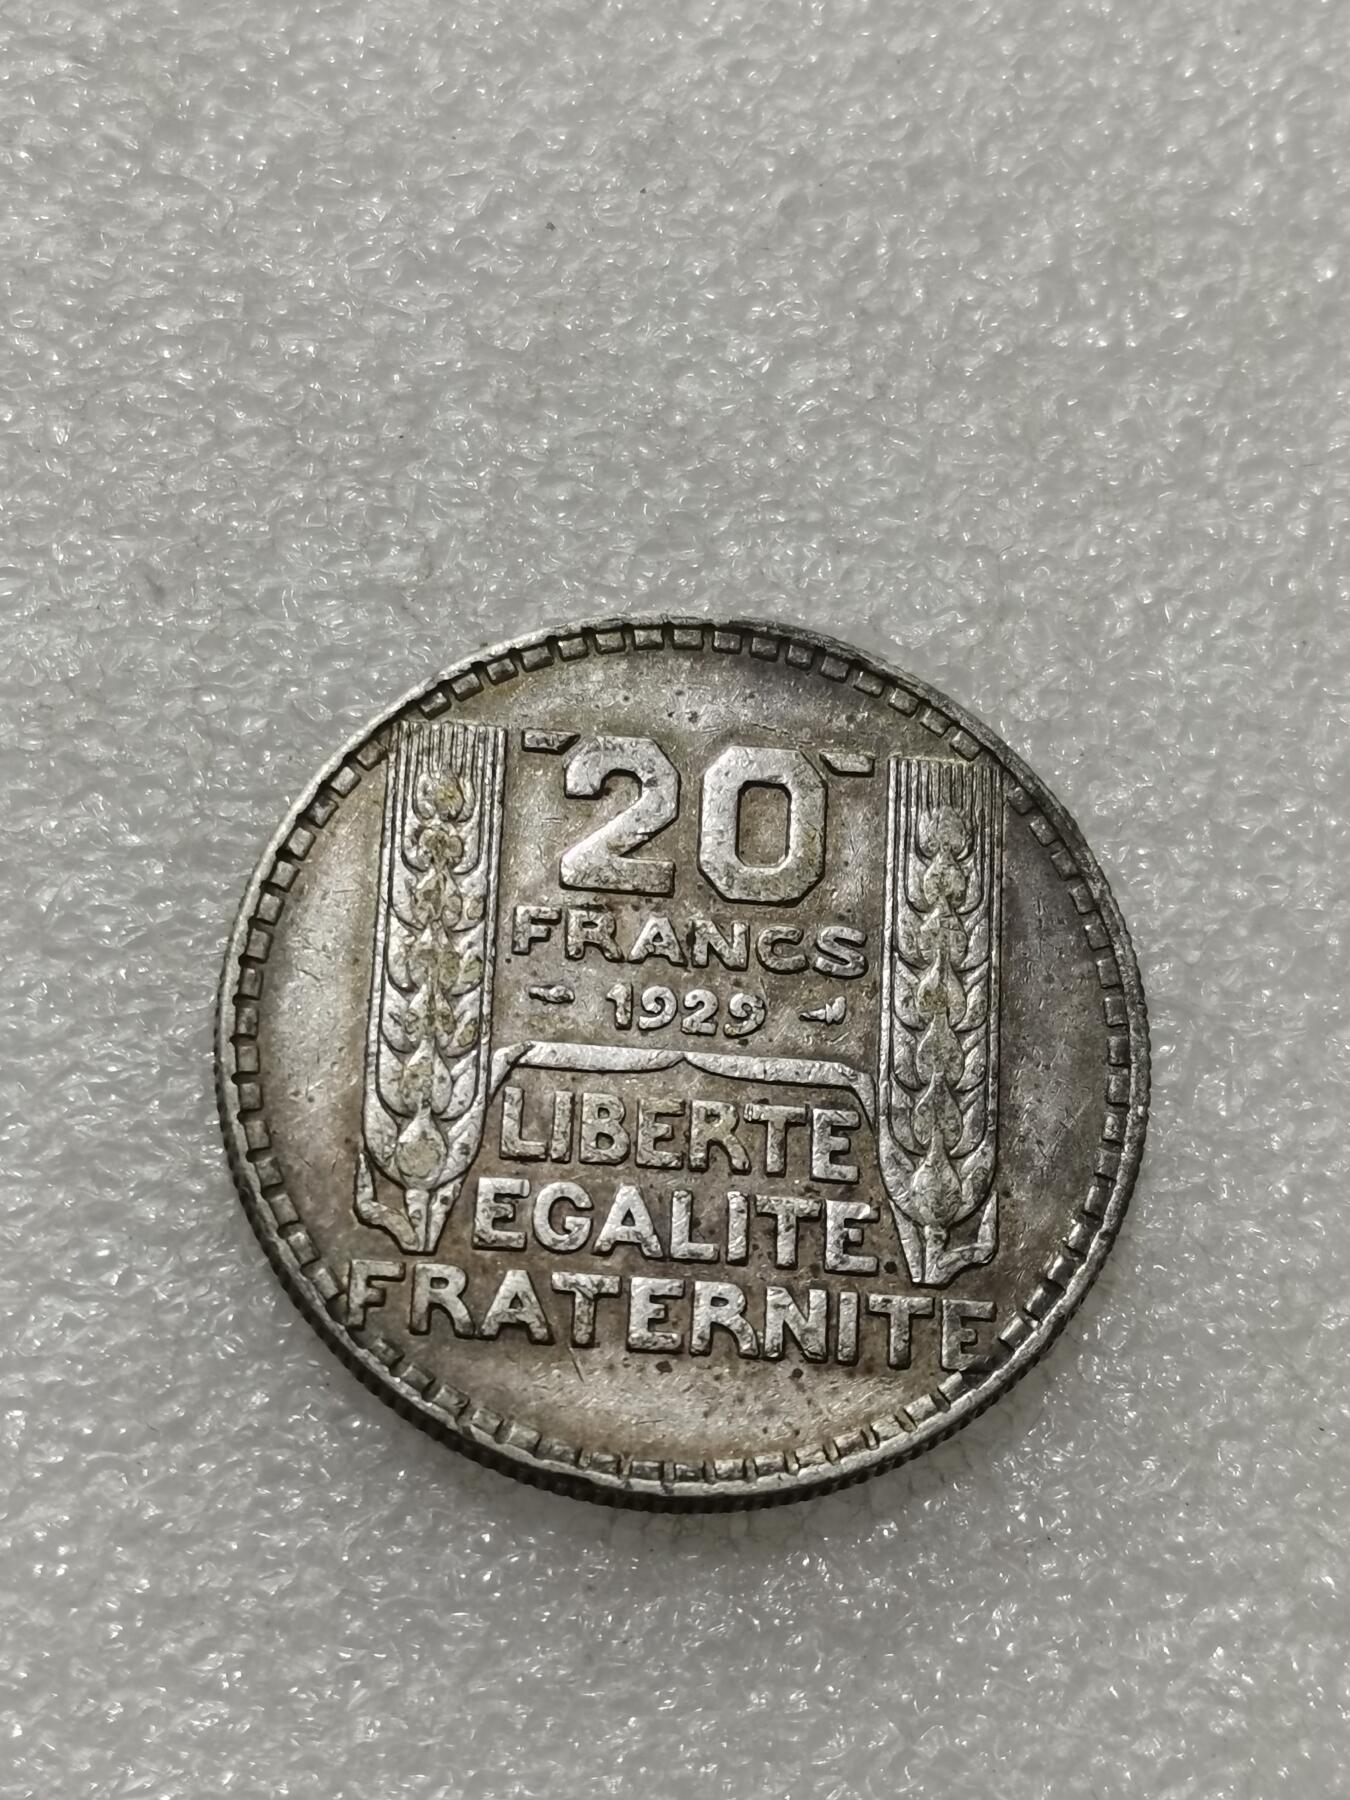 20
FRANCS
1929
LIBERTE
EGALITE
FRATERNITE